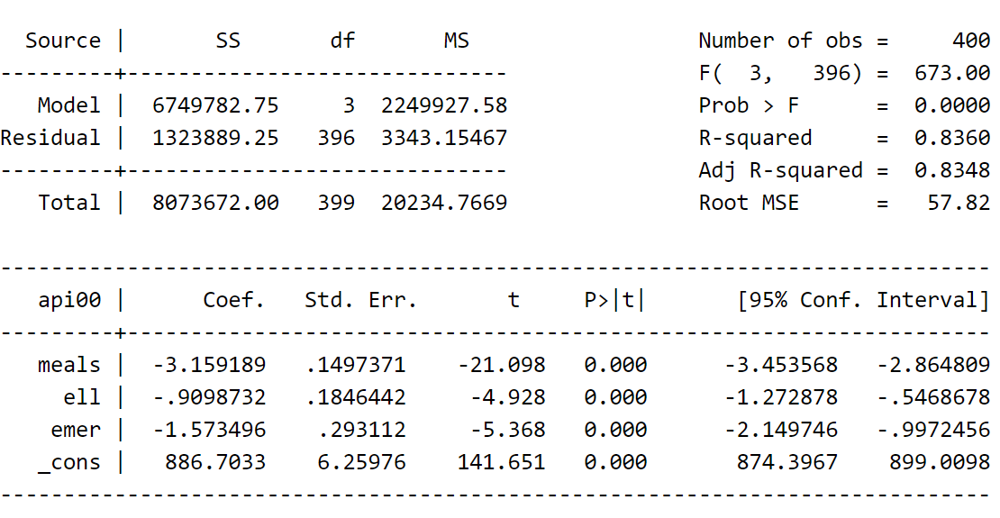 Source |       SS       df       MS                  Number of obs =     400
---------+------------------------------               F(  3,   396) =  673.00
   Model |  6749782.75     3  2249927.58               Prob > F      =  0.0000
Residual |  1323889.25   396  3343.15467               R-squared     =  0.8360
---------+------------------------------               Adj R-squared =  0.8348
   Total |  8073672.00   399  20234.7669               Root MSE      =   57.82

------------------------------------------------------------------------------
   api00 |      Coef.   Std. Err.       t     P>|t|       [95% Conf. Interval]
---------+--------------------------------------------------------------------
   meals |  -3.159189   .1497371    -21.098   0.000      -3.453568   -2.864809
     ell |  -.9098732   .1846442     -4.928   0.000      -1.272878   -.5468678
    emer |  -1.573496    .293112     -5.368   0.000      -2.149746   -.9972456
   _cons |   886.7033    6.25976    141.651   0.000       874.3967    899.0098
------------------------------------------------------------------------------